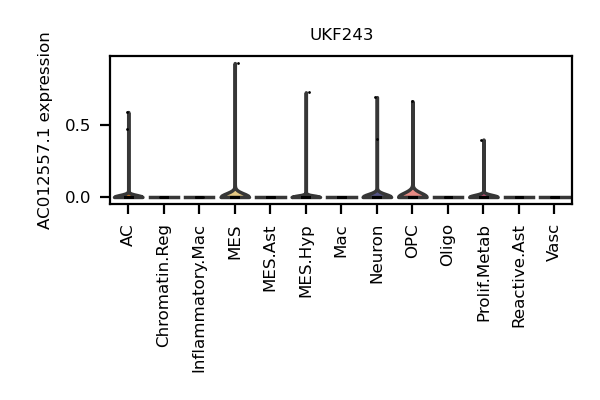 UKF243
AC012557.1 expression
0.5
0.0
AC
Chromatin.Reg
Inflammatory.Mac
MES
MES.Ast
MES.Hyp
Mac
Neuron
OPC
Oligo
Prolif.Metab
Reactive.Ast
Vasc